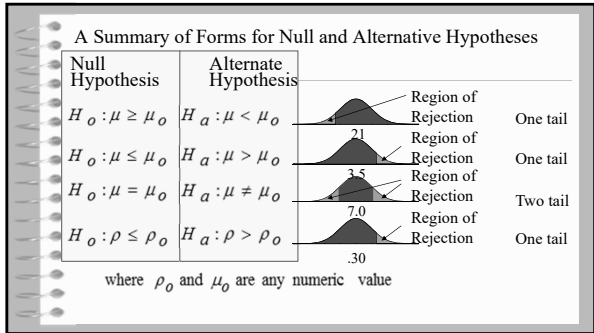 A Summary of Forms for Null and Alternative Hypotheses
Null Hypothesis
Alternate Hypothesis
H o : μ ≥ μ o H a : μ < μ o
Region of Rejection
One tail
21
H o : μ ≤ μ o H a : μ > μ o
Region of Rejection
One tail
3.5
H o : μ = μ o H a : μ ≠ μ o
Region of Rejection
Two tail
7.0
H o : ρ ≤ ρ o H a : ρ > ρ o
Region of Rejection
One tail
.30
where ρ o and μ o are any numeric value